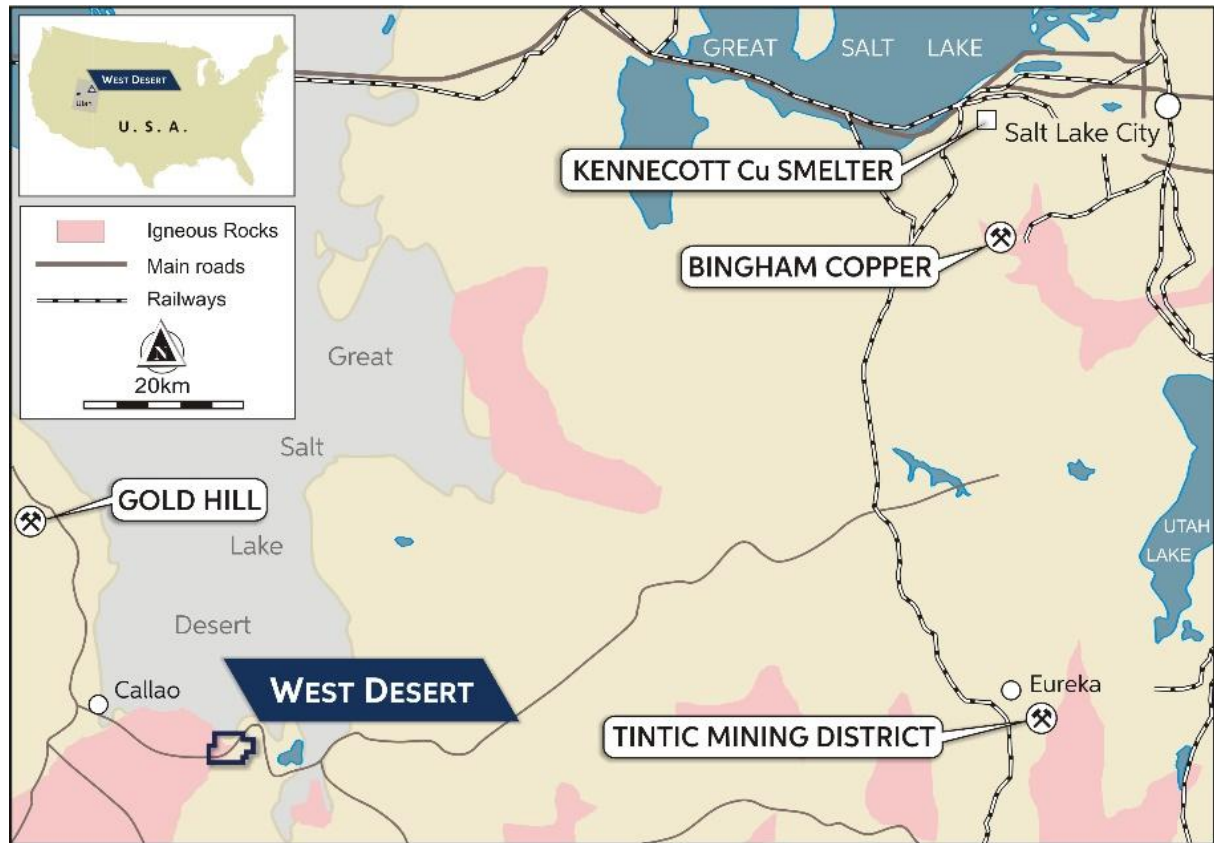 WEST DESERT
Utah
U. S. A.
Igneous Rocks
Main roads
Railways
N
20km
GREAT SALT LAKE
Salt Lake City
KENNECOTT Cu SMELTER
BINGHAM COPPER
Great
Salt
Lake
Desert
GOLD HILL
UTAH
LAKE
Callao
WEST DESERT
Eureka
TINTIC MINING DISTRICT